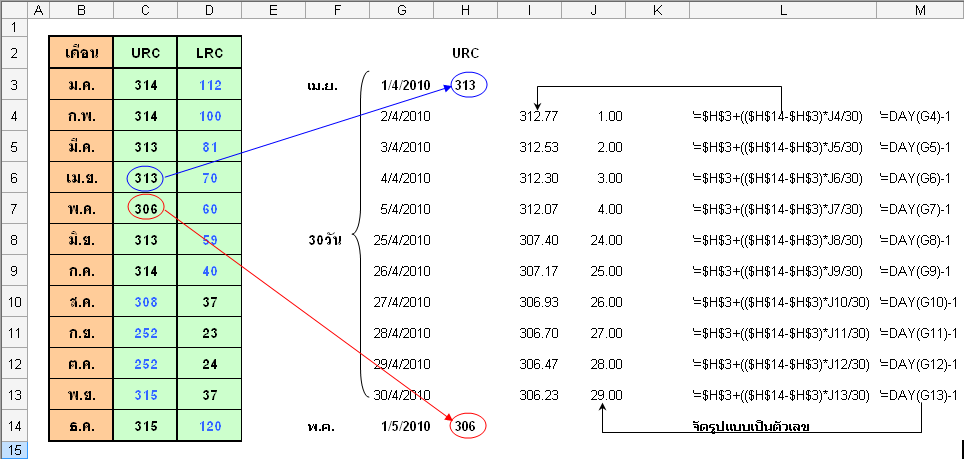 A B C D E F G H I J K L M
1
2 เดือน URC LRC URC
3 ม.ค. 314 112 เม.ย. 1/4/2010 313
4 ก.พ. 314 100 2/4/2010 312.77 1.00 '=$H$3+(($H$14-$H$3)*J4/30) '=DAY(G4)-1
5 มี.ค. 313 81 3/4/2010 312.53 2.00 '=$H$3+(($H$14-$H$3)*J5/30) '=DAY(G5)-1
6 เม.ย. 313 70 4/4/2010 312.30 3.00 '=$H$3+(($H$14-$H$3)*J6/30) '=DAY(G6)-1
7 พ.ค. 306 60 5/4/2010 312.07 4.00 '=$H$3+(($H$14-$H$3)*J7/30) '=DAY(G7)-1
8 มิ.ย. 313 59 30วัน 25/4/2010 307.40 24.00 '=$H$3+(($H$14-$H$3)*J8/30) '=DAY(G8)-1
9 ก.ค. 314 40 26/4/2010 307.17 25.00 '=$H$3+(($H$14-$H$3)*J9/30) '=DAY(G9)-1
10 ส.ค. 308 37 27/4/2010 306.93 26.00 '=$H$3+(($H$14-$H$3)*J10/30) '=DAY(G10)-1
11 ก.ย. 252 23 28/4/2010 306.70 27.00 '=$H$3+(($H$14-$H$3)*J11/30) '=DAY(G11)-1
12 ต.ค. 252 24 29/4/2010 306.47 28.00 '=$H$3+(($H$14-$H$3)*J12/30) '=DAY(G12)-1
13 พ.ย. 315 37 30/4/2010 306.23 29.00 '=$H$3+(($H$14-$H$3)*J13/30) '=DAY(G13)-1
14 ธ.ค. 315 120 พ.ค. 1/5/2010 306 จัดรูปแบบเป็นตัวเลข
15